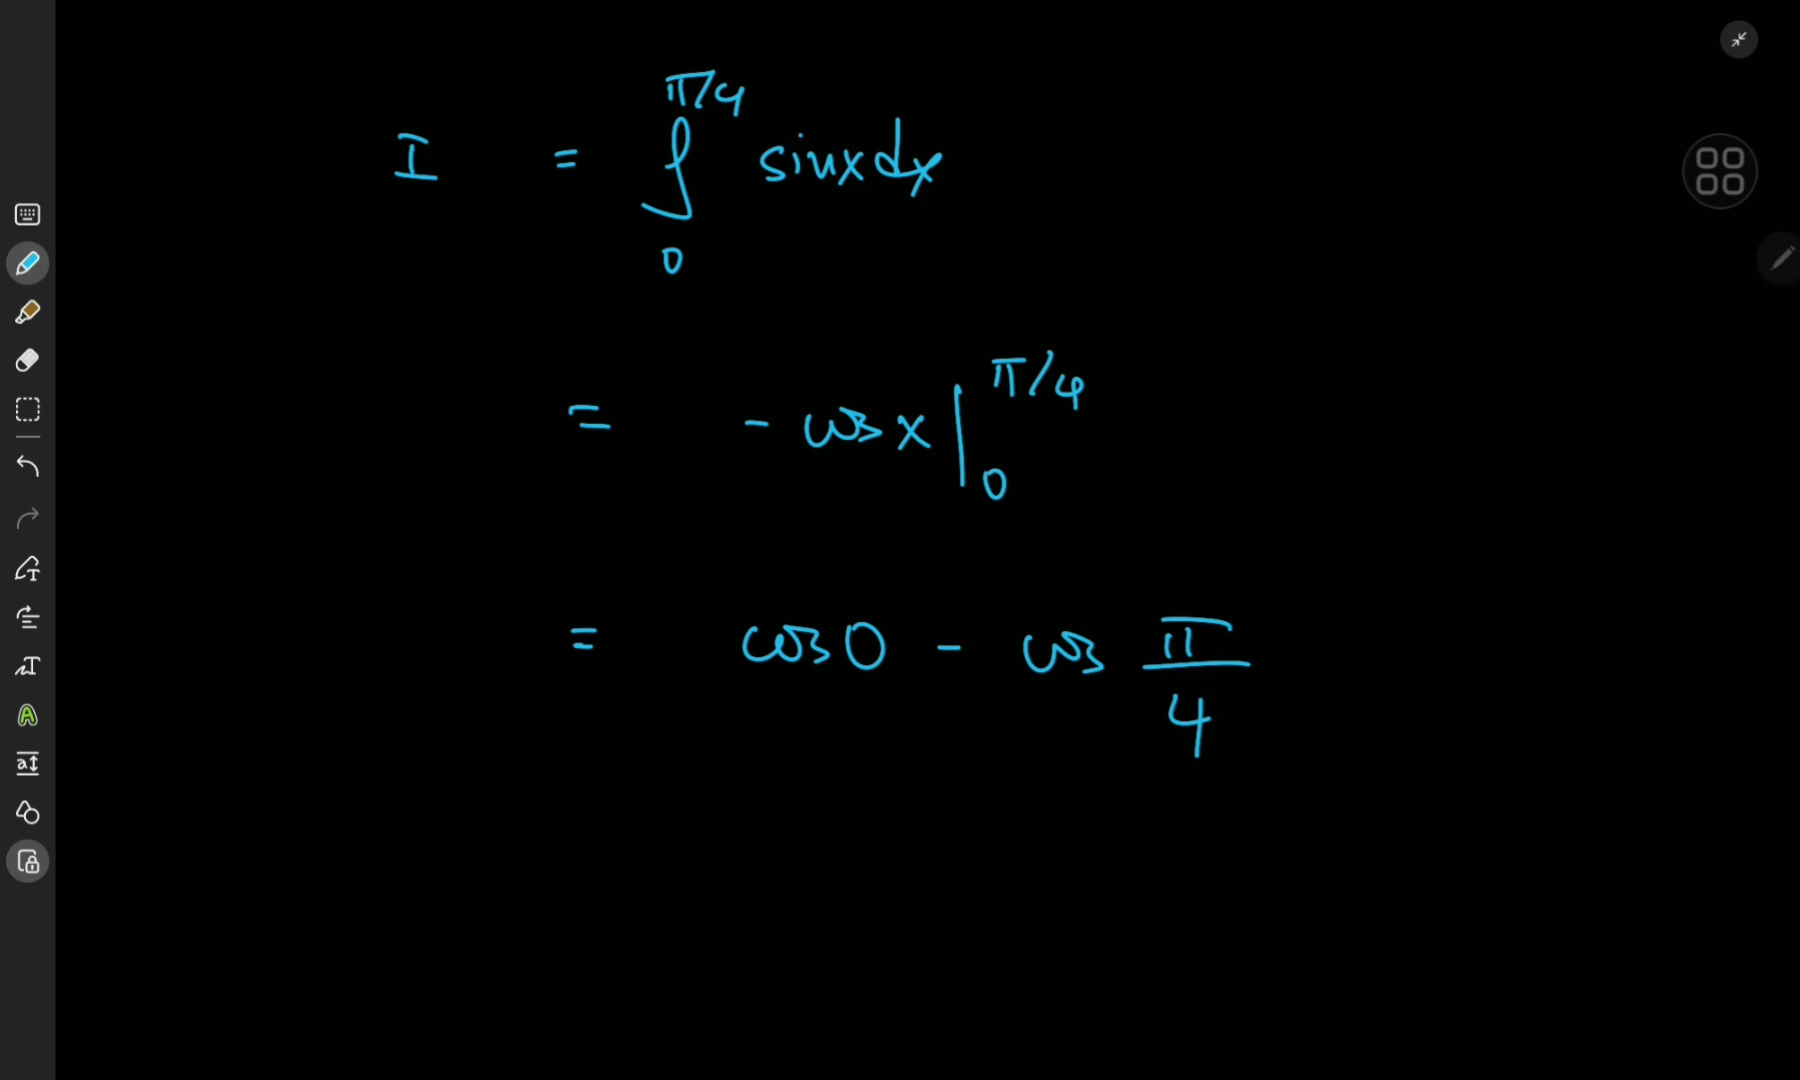 I = ∫₀^π/4 sinx dx
= - cos x |₀^π/4
= cos 0 - cos π/4